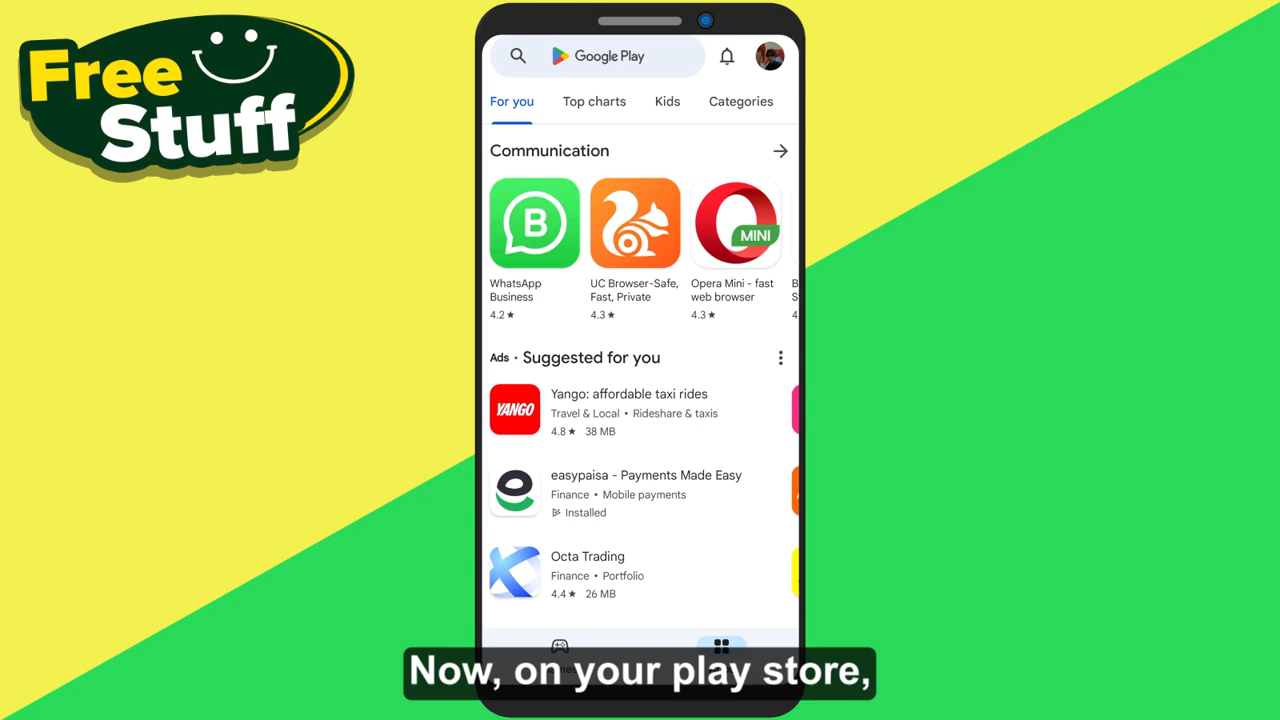 Free
Stuff
Google Play
For you
Top charts
Kids
Categories
Communication
B
MINI
WhatsApp
Business
4.2★
UC Browser-Safe,
Fast, Private
4.3★
Opera Mini - fast
web browser
4.3★
Ads • Suggested for you
YANGO
Yango: affordable taxi rides
Travel & Local • Rideshare & taxis
4.8★ 38 MB
easypaisa - Payments Made Easy
Finance • Mobile payments
Installed
Octa Trading
Finance • Portfolio
4.4★ 26 MB
Now, on your play store,